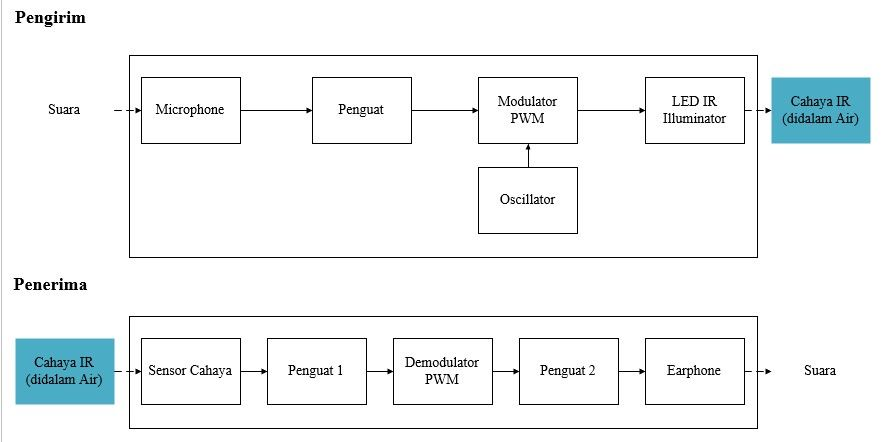 Pengirim
Suara
Microphone
Penguat
Modulator
PWM
LED IR
Illuminator
Cahaya IR
(didalam Air)
Oscillator
Penerima
Cahaya IR
(didalam Air)
Sensor Cahaya
Penguat 1
Demodulator
PWM
Penguat 2
Earphone
Suara